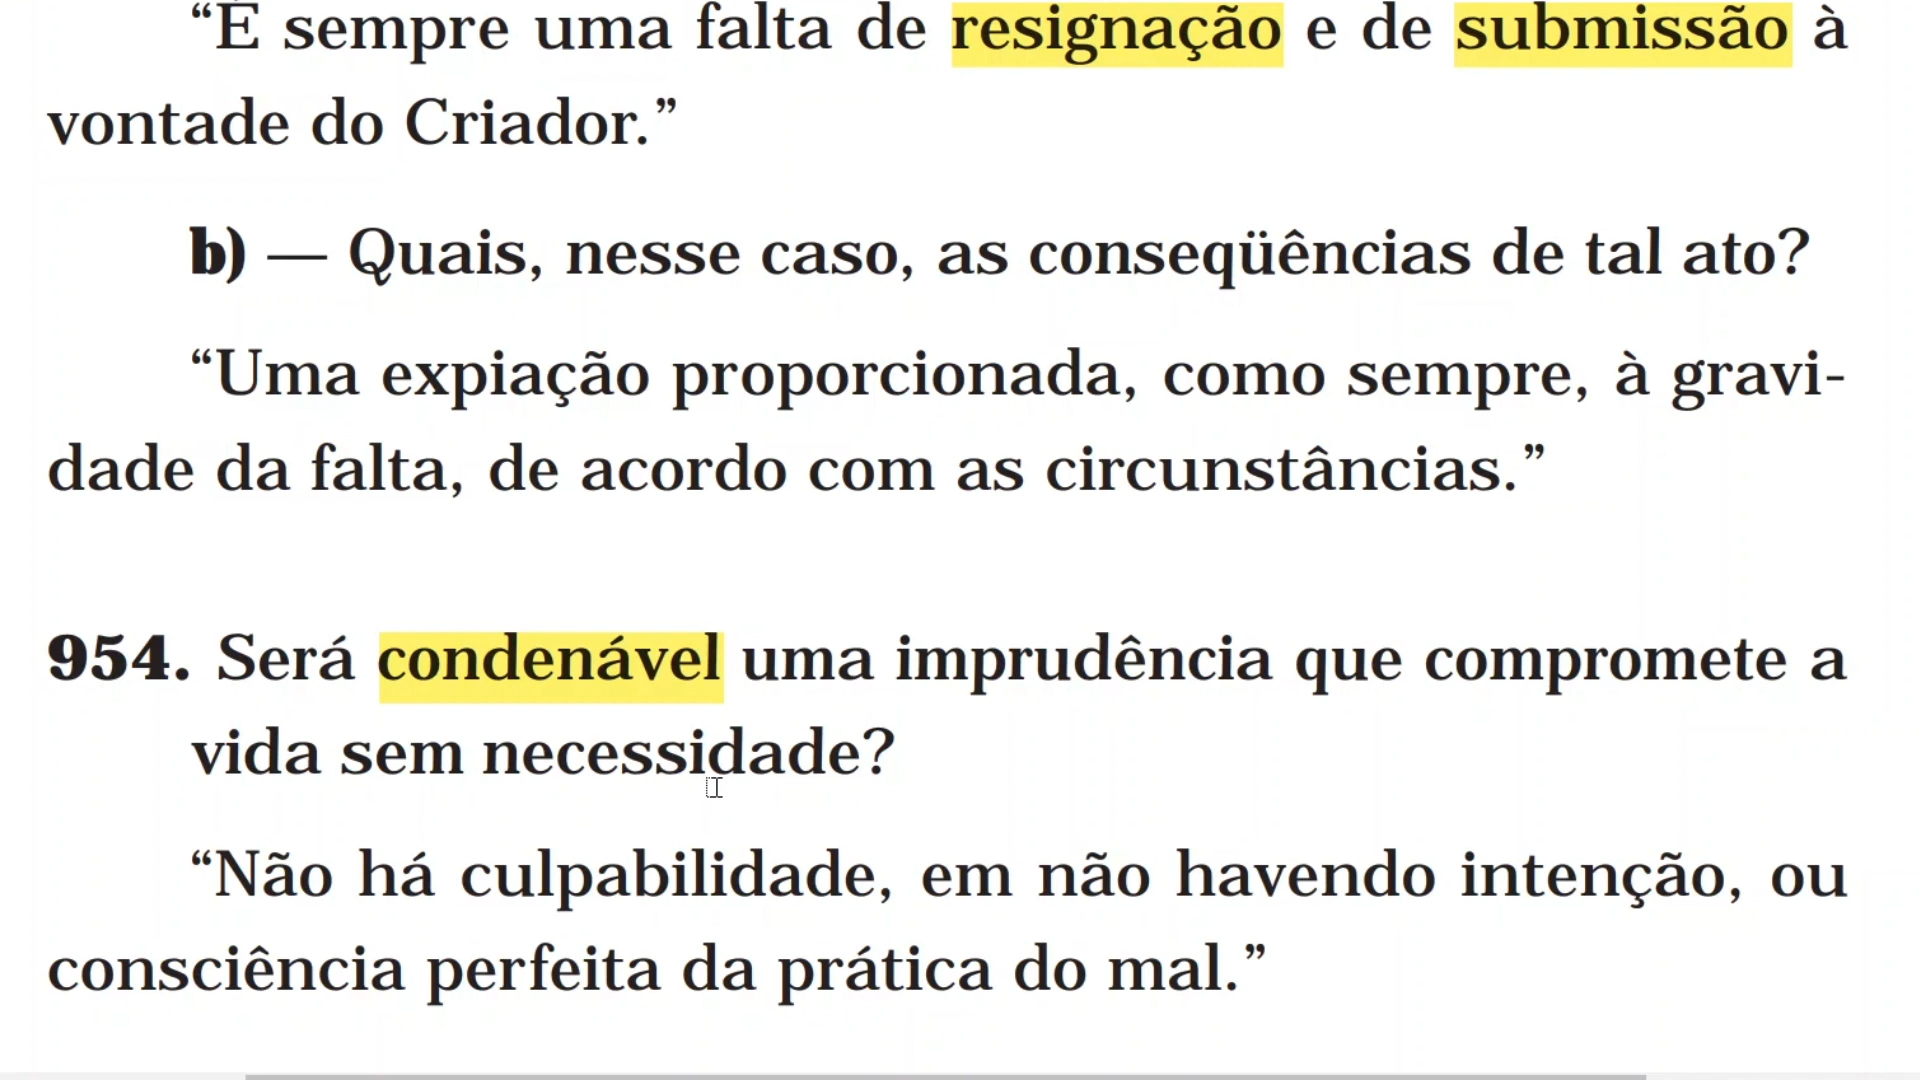 “É sempre uma falta de resignação e de submissão à
vontade do Criador.”
b) — Quais, nesse caso, as conseqüências de tal ato?
“Uma expiação proporcionada, como sempre, à gravi-
dade da falta, de acordo com as circunstâncias.”
954. Será condenável uma imprudência que compromete a
vida sem necessidade?
“Não há culpabilidade, em não havendo intenção, ou
consciência perfeita da prática do mal.”